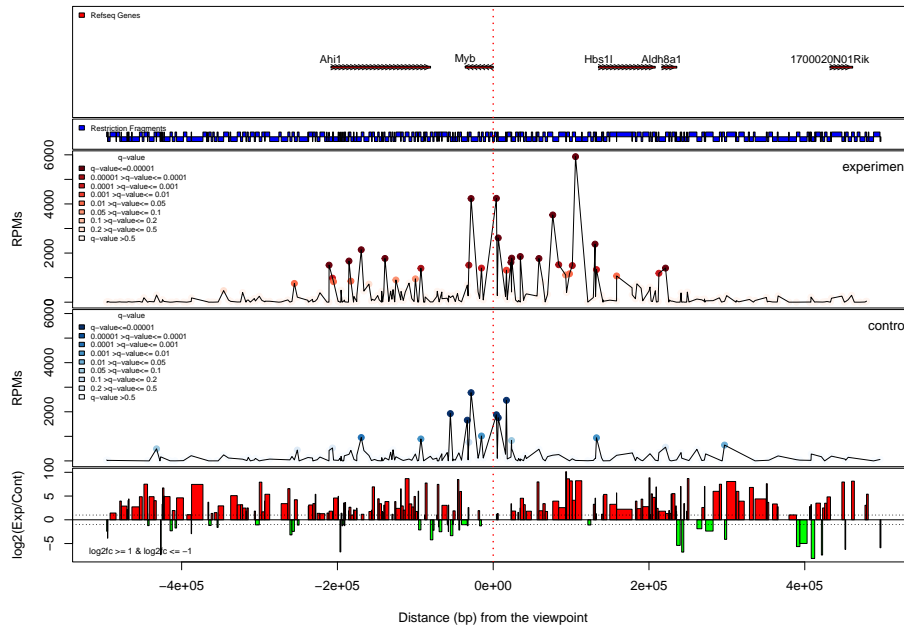 Refseq Genes
Ahi1
Myb
Hbs1l
Aldh8a1
1700020N01Rik
Restriction Fragments
experimen
RPMs
0
2000
4000
6000
q−value
q−value<=0.00001
0.00001 >q−value<= 0.0001
0.0001 >q−value<= 0.001
0.001 >q−value<= 0.01
0.01 >q−value<= 0.05
0.05 >q−value<= 0.1
0.1 >q−value<= 0.2
0.2 >q−value<= 0.5
q−value >0.5
contro
RPMs
0
2000
4000
6000
q−value
q−value<=0.00001
0.00001 >q−value<= 0.0001
0.0001 >q−value<= 0.001
0.001 >q−value<= 0.01
0.01 >q−value<= 0.05
0.05 >q−value<= 0.1
0.1 >q−value<= 0.2
0.2 >q−value<= 0.5
q−value >0.5
log2(Exp/Cont)
−5
0
5
10
log2fc >= 1 & log2fc <= −1
−4e+05
−2e+05
0e+00
2e+05
4e+05
Distance (bp) from the viewpoint